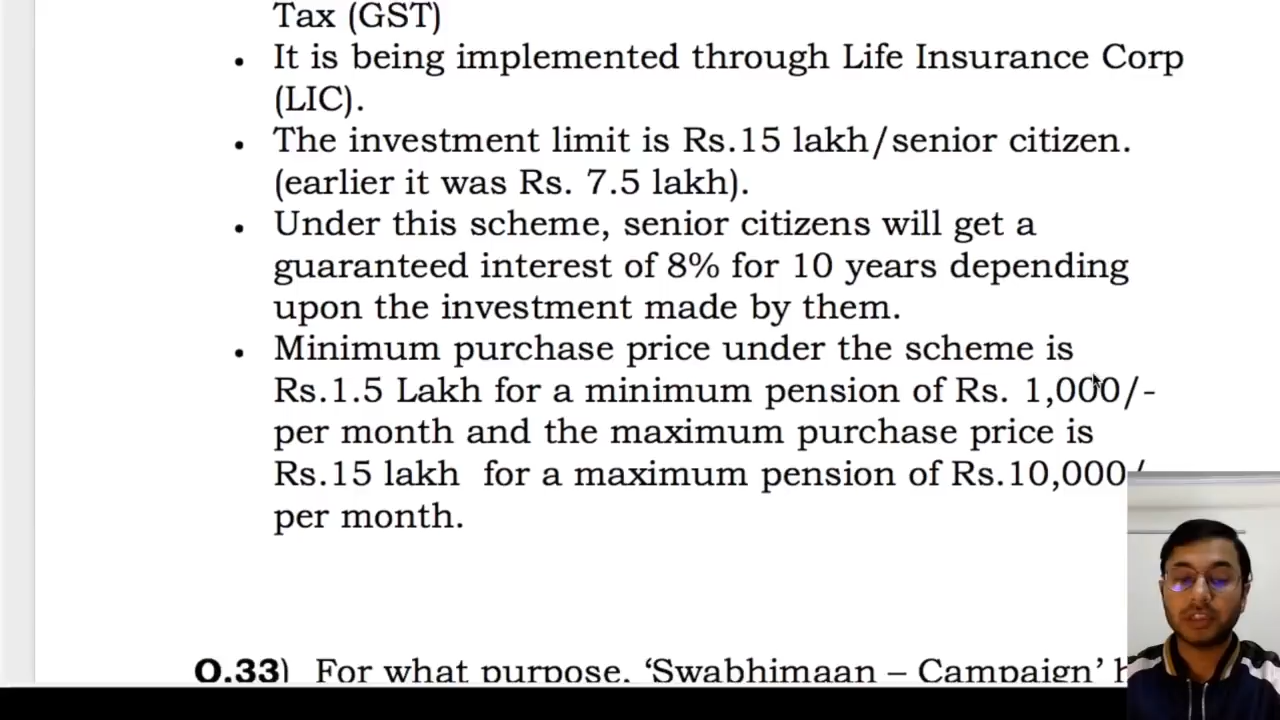 Tax (GST)
• It is being implemented through Life Insurance Corp
(LIC).
• The investment limit is Rs.15 lakh/senior citizen.
(earlier it was Rs. 7.5 lakh).
• Under this scheme, senior citizens will get a
guaranteed interest of 8% for 10 years depending
upon the investment made by them.
• Minimum purchase price under the scheme is
Rs.1.5 Lakh for a minimum pension of Rs. 1,000/-
per month and the maximum purchase price is
Rs.15 lakh for a maximum pension of Rs.10,000/
per month.
Q.33) For what purpose, ‘Swabhimaan – Campaign’